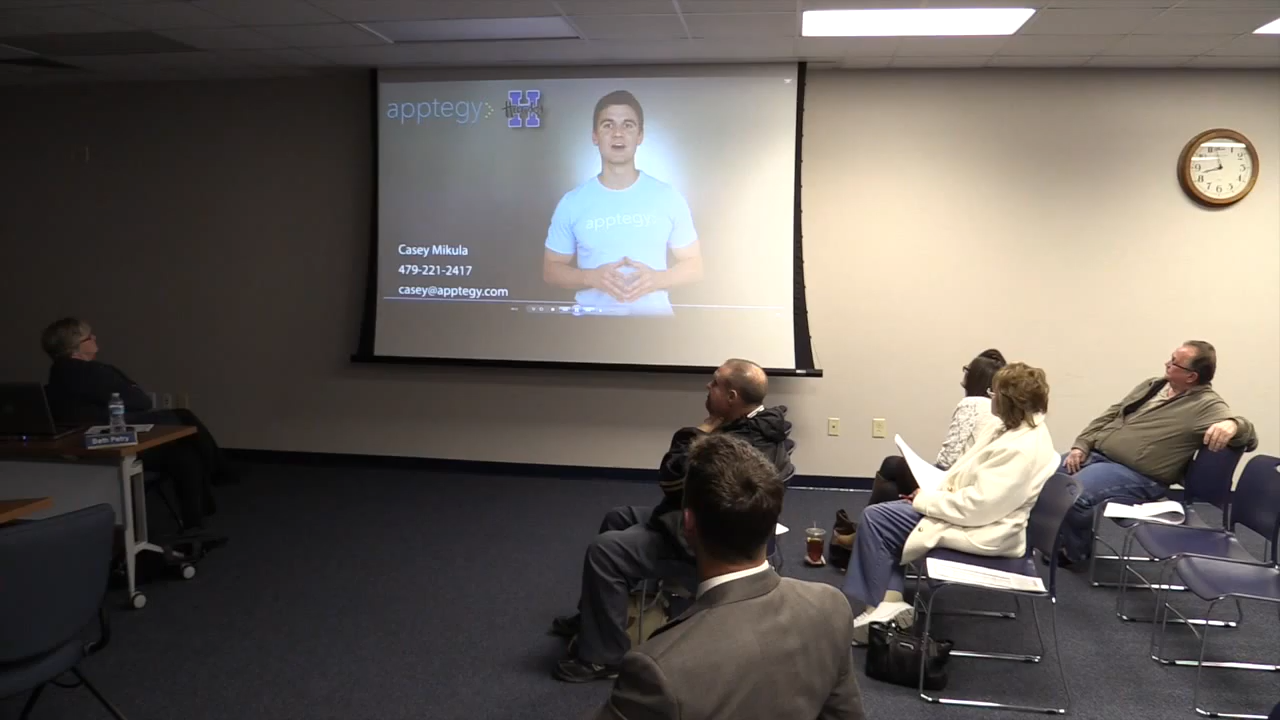 apptegy
H
apptegy
Casey Mikula
479-221-2417
casey@apptegy.com
Beth Petry